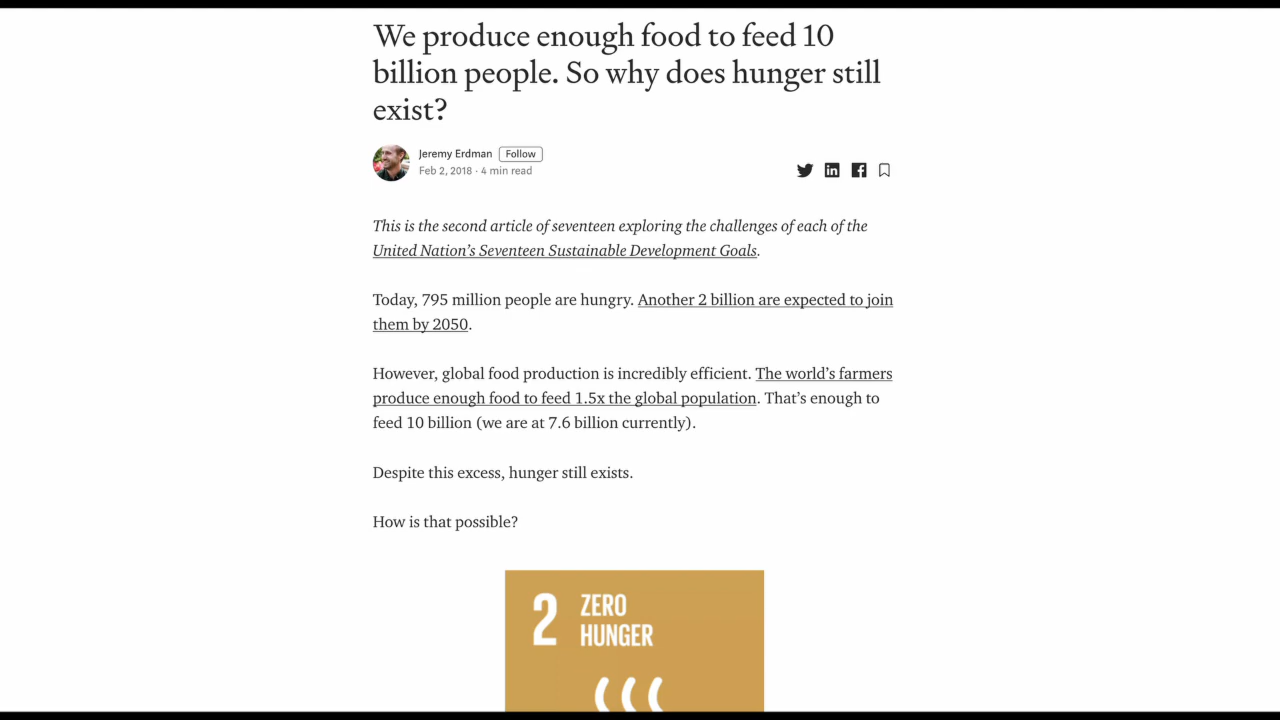 We produce enough food to feed 10
billion people. So why does hunger still
exist?
Jeremy Erdman Follow
Feb 2, 2018 · 4 min read
This is the second article of seventeen exploring the challenges of each of the
United Nation's Seventeen Sustainable Development Goals.
Today, 795 million people are hungry. Another 2 billion are expected to join
them by 2050.
However, global food production is incredibly efficient. The world's farmers
produce enough food to feed 1.5x the global population. That's enough to
feed 10 billion (we are at 7.6 billion currently).
Despite this excess, hunger still exists.
How is that possible?
2 ZERO
HUNGER